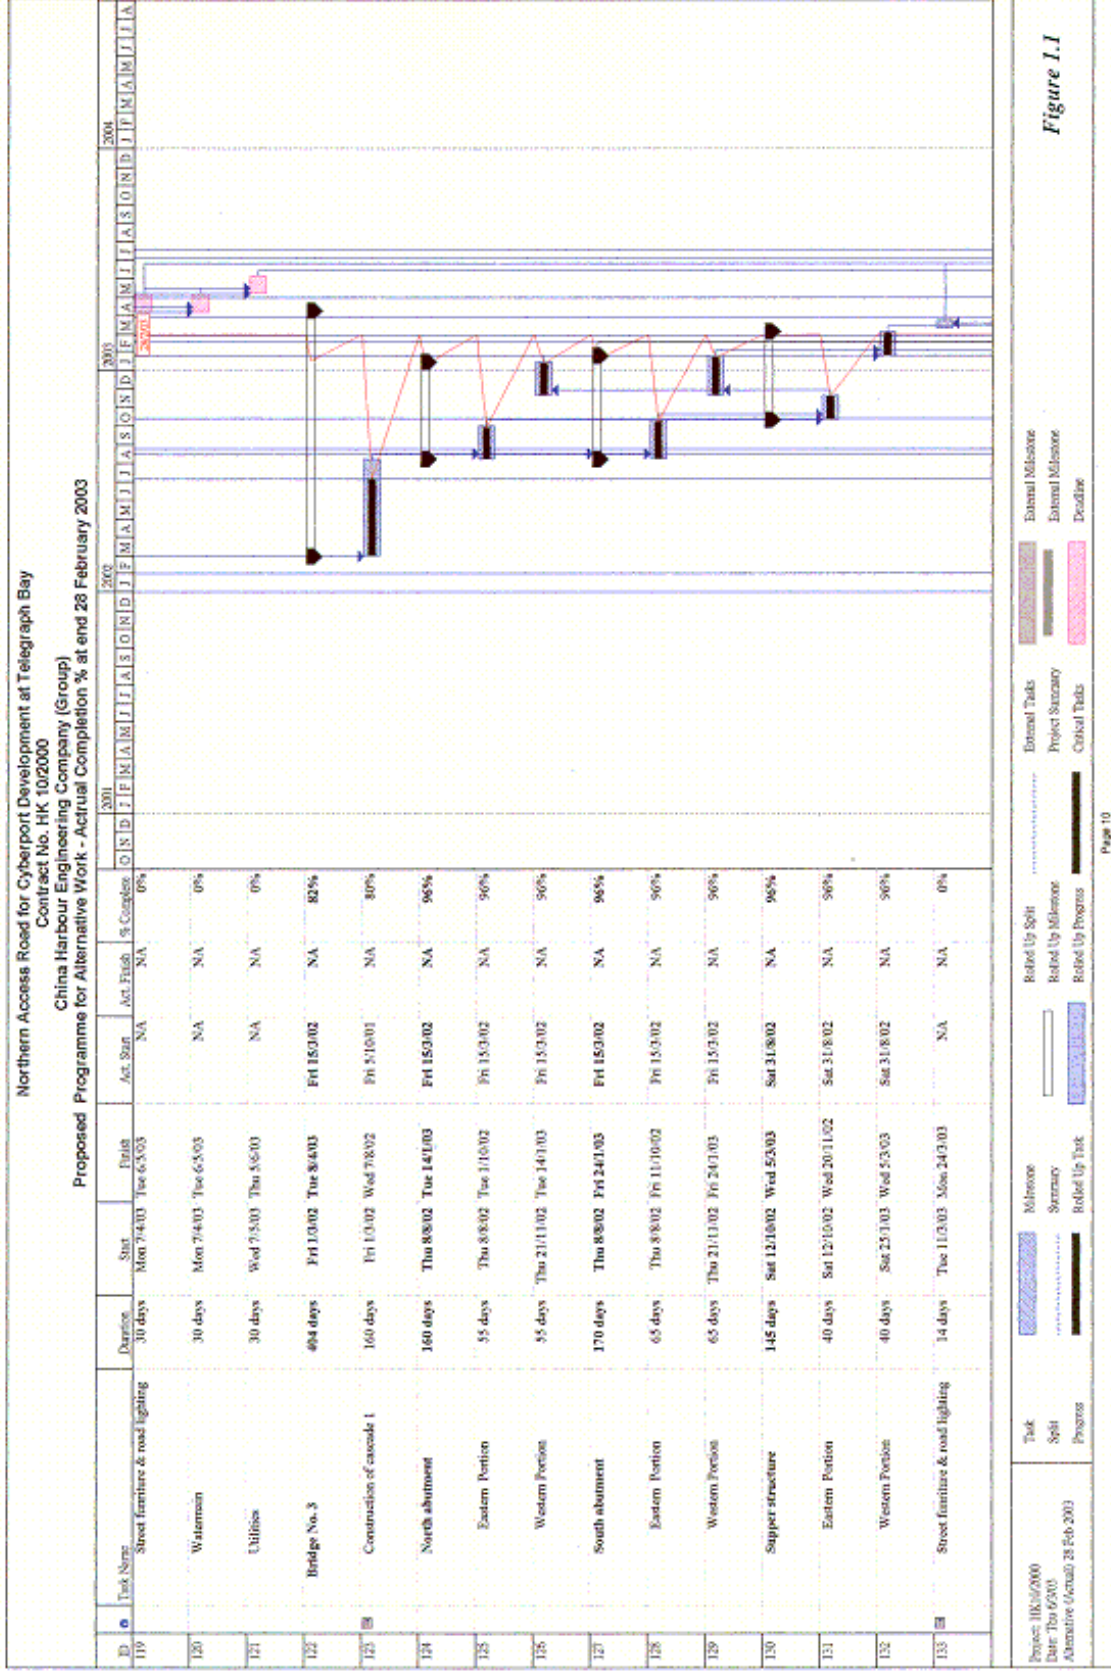 Northern Access Road for Cyberport Development at Telegraph Bay
Contract No. HK 10/2000
China Harbour Engineering Company (Group)
Proposed Programme for Alternative Work - Actrual Completion % at end 28 February 2003
ID Task Name Duration Start Finish Act. Start Act. Finish % Complete
2001 2002 2003 2004
O N D J F M A M J J A S O N D J F M A M J J A S O N D J F M A M J J A S O N D J F M A M J J A
119 Street furniture & road lighting 30 days Mon 7/4/03 Tue 6/5/03 NA NA 0%
120 Watermen 30 days Mon 7/4/03 Tue 6/5/03 NA NA 0%
121 Utilities 30 days Wed 7/5/03 Thu 5/6/03 NA NA 0%
122 Bridge No. 3 404 days Fri 1/3/02 Tue 8/4/03 Fri 15/3/02 NA 82%
123 Construction of cascade 1 160 days Fri 1/3/02 Wed 7/8/02 Fri 5/10/01 NA 80%
124 North abutment 160 days Thu 8/8/02 Tue 14/1/03 Fri 15/3/02 NA 96%
125 Eastern Portion 55 days Thu 8/8/02 Tue 1/10/02 Fri 15/3/02 NA 96%
126 Western Portion 55 days Thu 21/11/02 Tue 14/1/03 Fri 15/3/02 NA 96%
127 South abutment 170 days Thu 8/8/02 Fri 24/1/03 Fri 15/3/02 NA 96%
128 Eastern Portion 65 days Thu 8/8/02 Fri 11/10/02 Fri 15/3/02 NA 96%
129 Western Portion 65 days Thu 21/11/02 Fri 24/1/03 Fri 15/3/02 NA 96%
130 Supper structure 145 days Sat 12/10/02 Wed 5/3/03 Sat 31/8/02 NA 96%
131 Eastern Portion 40 days Sat 12/10/02 Wed 20/11/02 Sat 31/8/02 NA 96%
132 Western Portion 40 days Sat 25/1/03 Wed 5/3/03 Sat 31/8/02 NA 96%
133 Street furniture & road lighting 14 days Tue 11/3/03 Mon 24/3/03 NA NA 0%
Project: HK10/2000
Date: Thu 6/3/03
Alternative (Actual) 28 Feb 2003
Task Milestone Rolled Up Split External Tasks External Milestone
Split Summary Rolled Up Milestone Project Summary External Milestone
Progress Rolled Up Task Rolled Up Progress Critical Tasks Deadline
Figure 1.1
Page 10